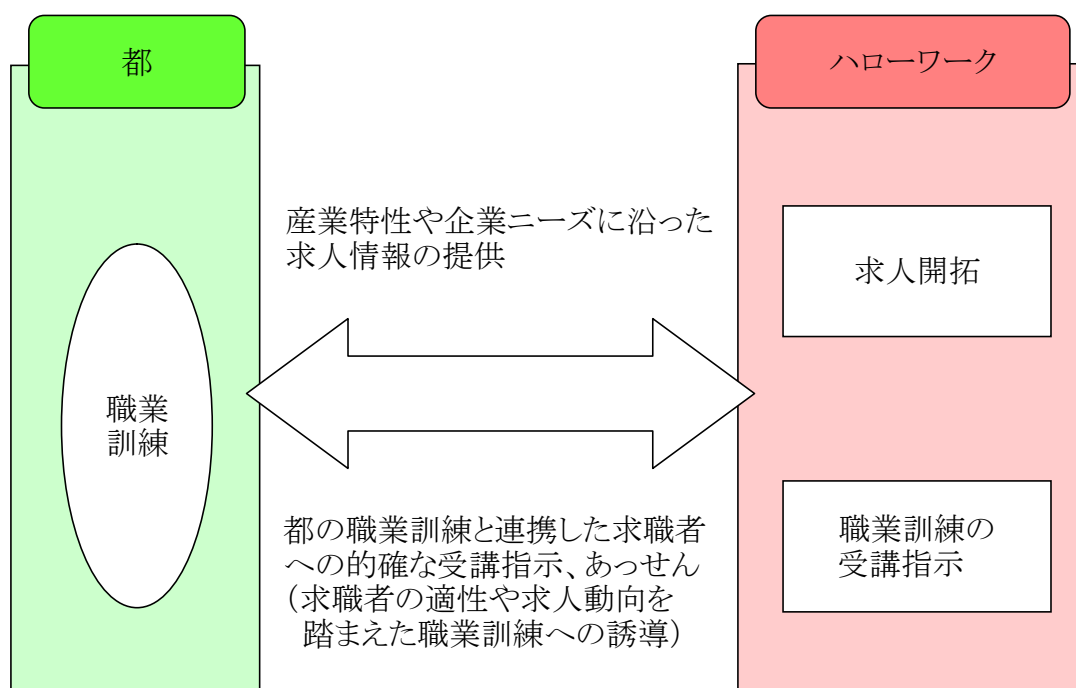 都
ハローワーク
産業特性や企業ニーズに沿った
求人情報の提供
求人開拓
職業
訓練
都の職業訓練と連携した求職者
への的確な受講指示、あっせん
（求職者の適性や求人動向を
踏まえた職業訓練への誘導）
職業訓練の
受講指示